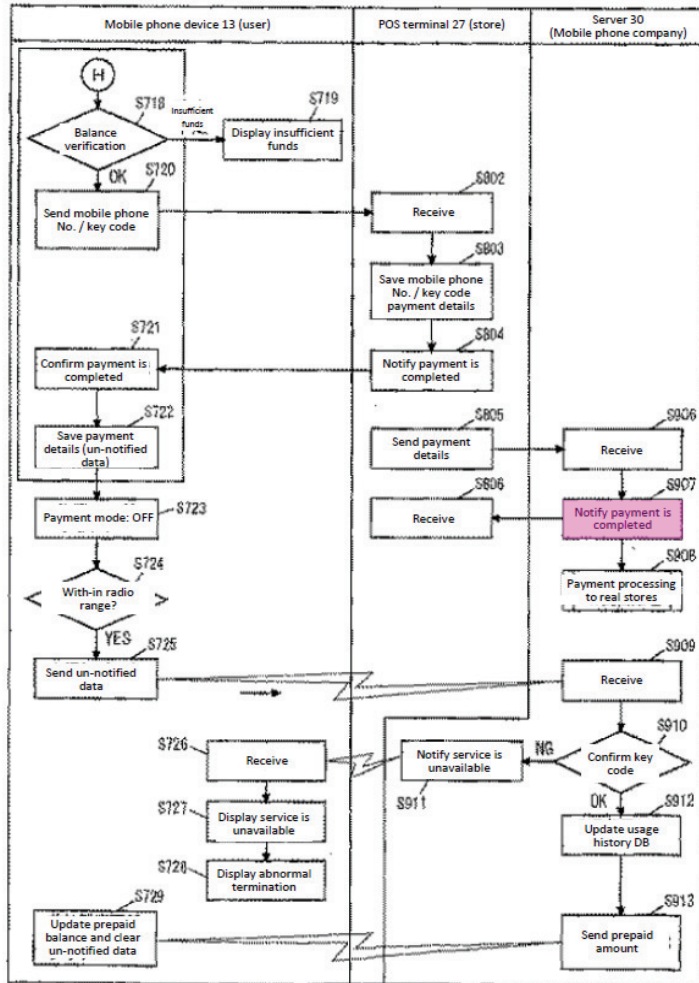 Mobile phone device 13 (user)
POS terminal 27 (store)
Server 30
(Mobile phone company)
H
S718
Balance
verification
Insufficient
funds
S719
Display insufficient
funds
OK
S720
Send mobile phone
No. / key code
S802
Receive
S803
Save mobile phone
No. / key code
payment details
S804
Notify payment is
completed
S721
Confirm payment is
completed
S722
Save payment
details (un-notified
data)
S805
Send payment
details
S906
Receive
S723
Payment mode: OFF
S806
Receive
S907
Notify payment is
completed
S724
With-in radio
range?
S908
Payment processing
to real stores
YES
S725
Send un-notified
data
S909
Receive
S726
Receive
Notify service is
unavailable
S911
NG
S910
Confirm key
code
S727
Display service is
unavailable
OK
S912
Update usage
history DB
S728
Display abnormal
termination
S729
Update prepaid
balance and clear
un-notified data
S913
Send prepaid
amount